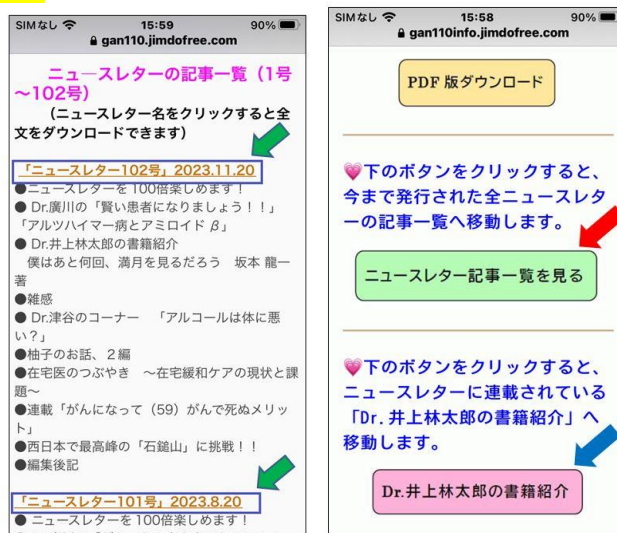 SIMなし 15:59 90%
gan110.jimdofree.com
ニュースレターの記事一覧（1号
～102号）
（ニュースレター名をクリックすると全
文をダウンロードできます）
「ニュースレター102号」2023.11.20
●ニュースレターを100倍楽しめます！
● Dr.廣川の「賢い患者になりましょう！！」
「アルツハイマー病とアミロイド β」
● Dr.井上林太郎の書籍紹介
僕はあと何回、満月を見るだろう　坂本 龍一
著
●雑感
● Dr.津谷のコーナー　「アルコールは体に悪
い？」
●柚子のお話、２編
●在宅医のつぶやき　～在宅緩和ケアの現状と課
題～
●連載「がんになって（59）がんで死ぬメリッ
ト」
●西日本で最高峰の「石鎚山」に挑戦！！
●編集後記
「ニュースレター101号」2023.8.20
● ニュースレターを100倍楽しめます！
SIMなし 15:58 90%
gan110info.jimdofree.com
PDF 版ダウンロード
💗下のボタンをクリックすると、
今まで発行された全ニュースレタ
ーの記事一覧へ移動します。
ニュースレター記事一覧を見る
💗下のボタンをクリックすると、
ニュースレターに連載されている
「Dr.井上林太郎の書籍紹介」へ
移動します。
Dr.井上林太郎の書籍紹介